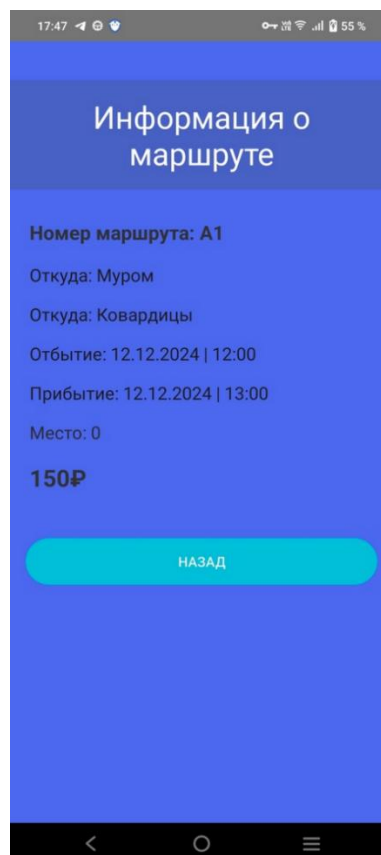 17:47 55 %
Информация о
маршруте
Номер маршрута: А1
Откуда: Муром
Откуда: Ковардицы
Отбытие: 12.12.2024 | 12:00
Прибытие: 12.12.2024 | 13:00
Место: 0
150₽
НАЗАД